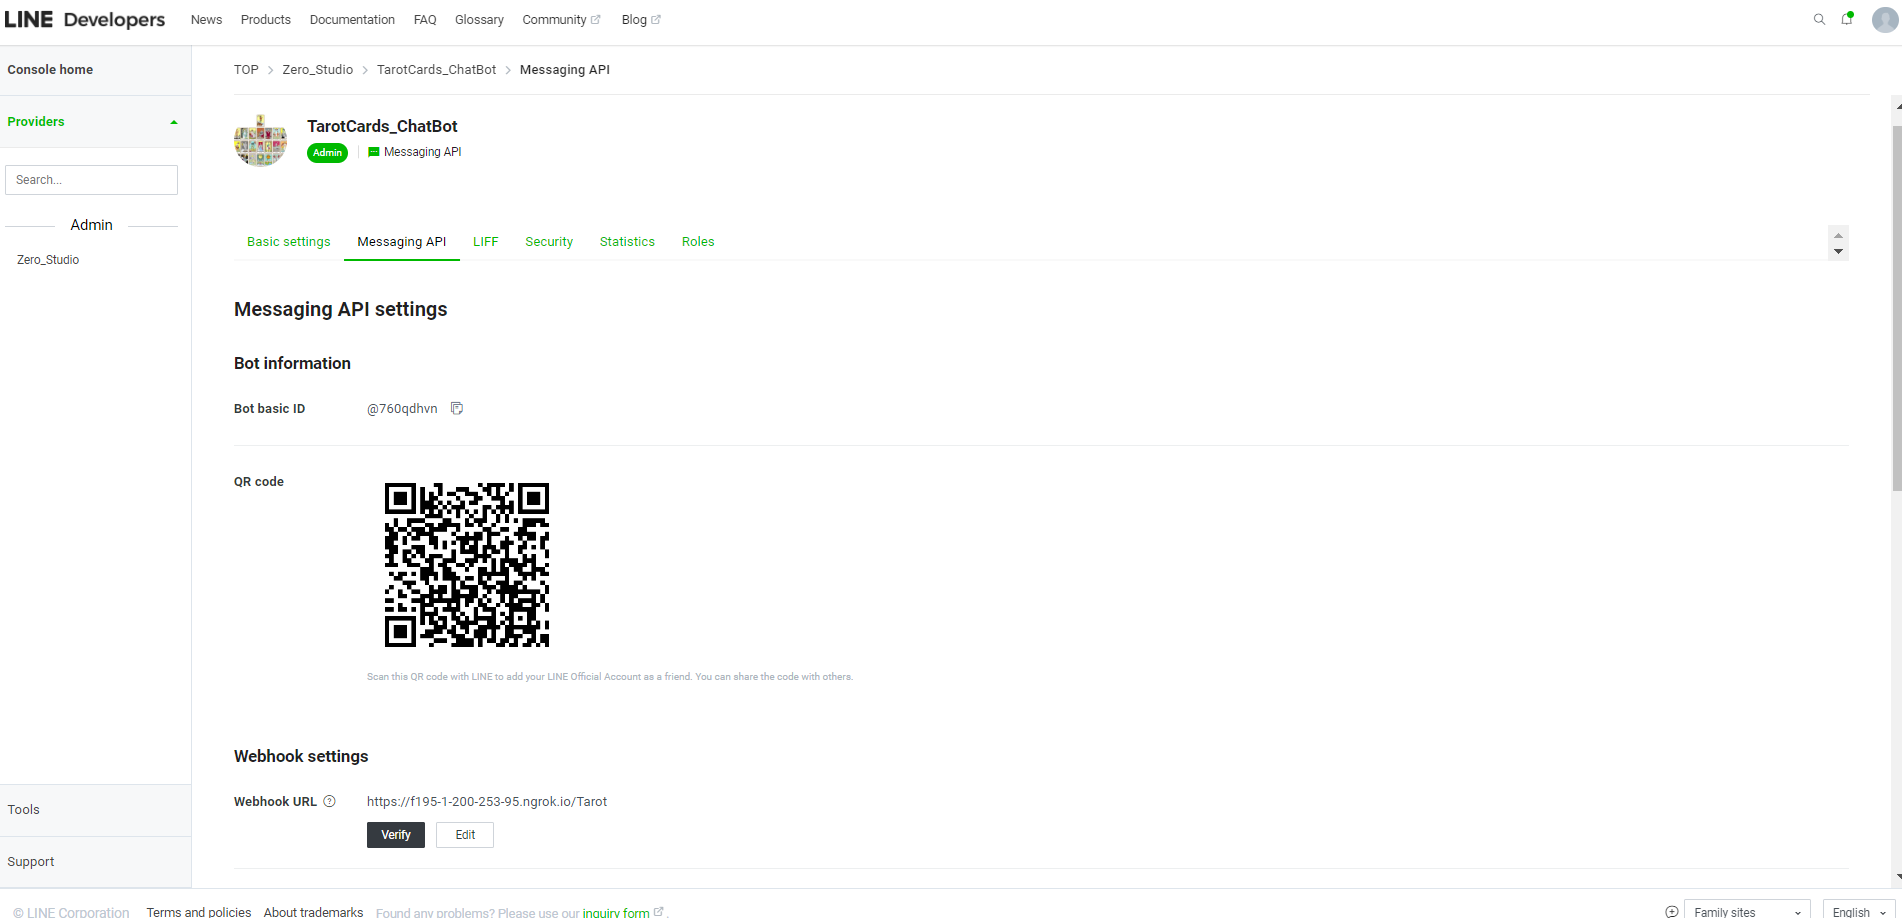 LINE Developers News Products Documentation FAQ Glossary Community Blog
Console home
Providers
Search...
Admin
Zero_Studio
Tools
Support
TOP > Zero_Studio > TarotCards_ChatBot > Messaging API
TarotCards_ChatBot
Admin Messaging API
Basic settings Messaging API LIFF Security Statistics Roles
Messaging API settings
Bot information
Bot basic ID @760qdhvn
QR code
Scan this QR code with LINE to add your LINE Official Account as a friend. You can share the code with others.
Webhook settings
Webhook URL ? https://f195-1-200-253-95.ngrok.io/Tarot
Verify Edit
© LINE Corporation Terms and policies About trademarks Found any problems? Please use our inquiry form . Family sites English